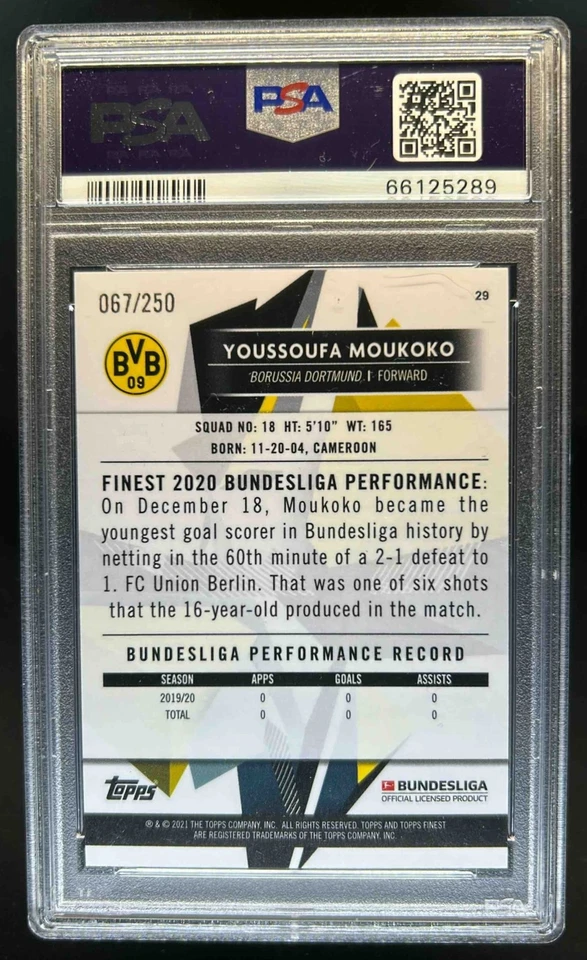 PSA
PSA
66125289
067/250
29
BVB
09
YOUSSOUFA MOUKOKO
BORUSSIA DORTMUND | FORWARD
SQUAD NO: 18 HT: 5'10" WT: 165
BORN: 11-20-04, CAMEROON
FINEST 2020 BUNDESLIGA PERFORMANCE:
On December 18, Moukoko became the
youngest goal scorer in Bundesliga history by
netting in the 60th minute of a 2-1 defeat to
1. FC Union Berlin. That was one of six shots
that the 16-year-old produced in the match.
BUNDESLIGA PERFORMANCE RECORD
SEASON APPS GOALS ASSISTS
2019/20 0 0 0
TOTAL 0 0 0
Topps
BUNDESLIGA
OFFICIAL LICENSED PRODUCT
® & © 2021 THE TOPPS COMPANY, INC. ALL RIGHTS RESERVED. TOPPS AND TOPPS FINEST
ARE REGISTERED TRADEMARKS OF THE TOPPS COMPANY, INC.